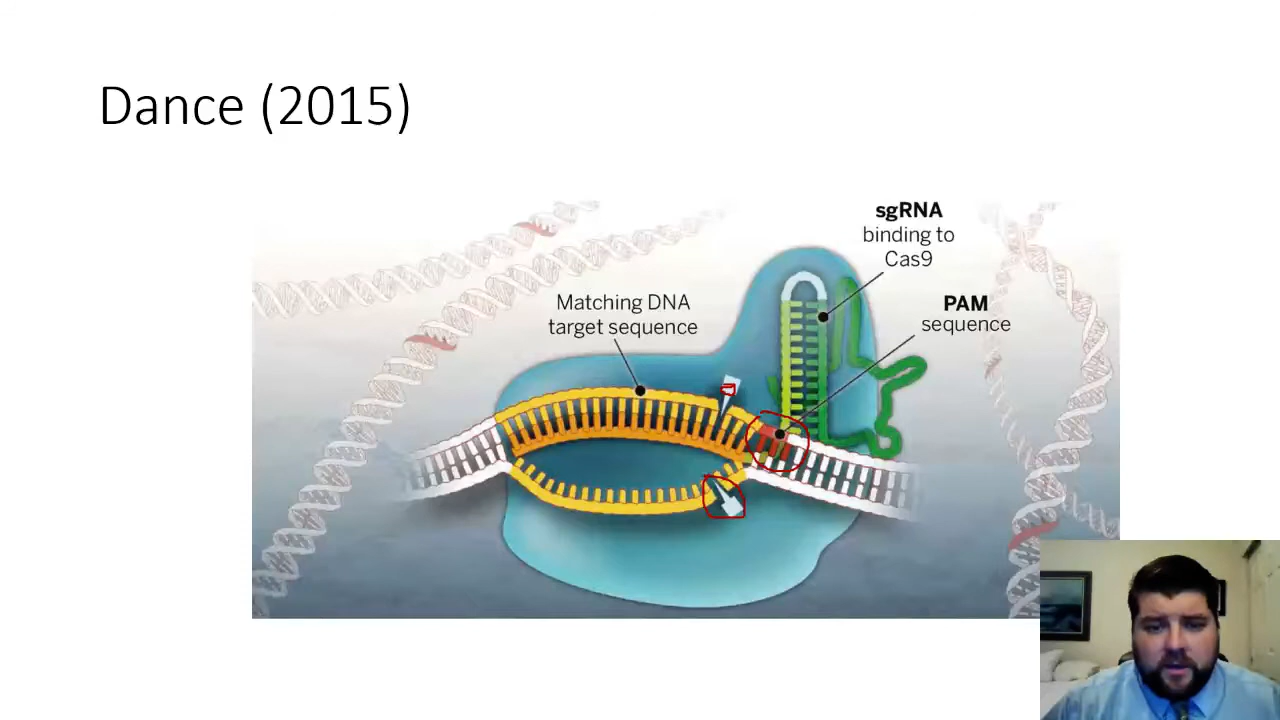 Dance (2015)
sgRNA
binding to
Cas9
Matching DNA
target sequence
PAM
sequence